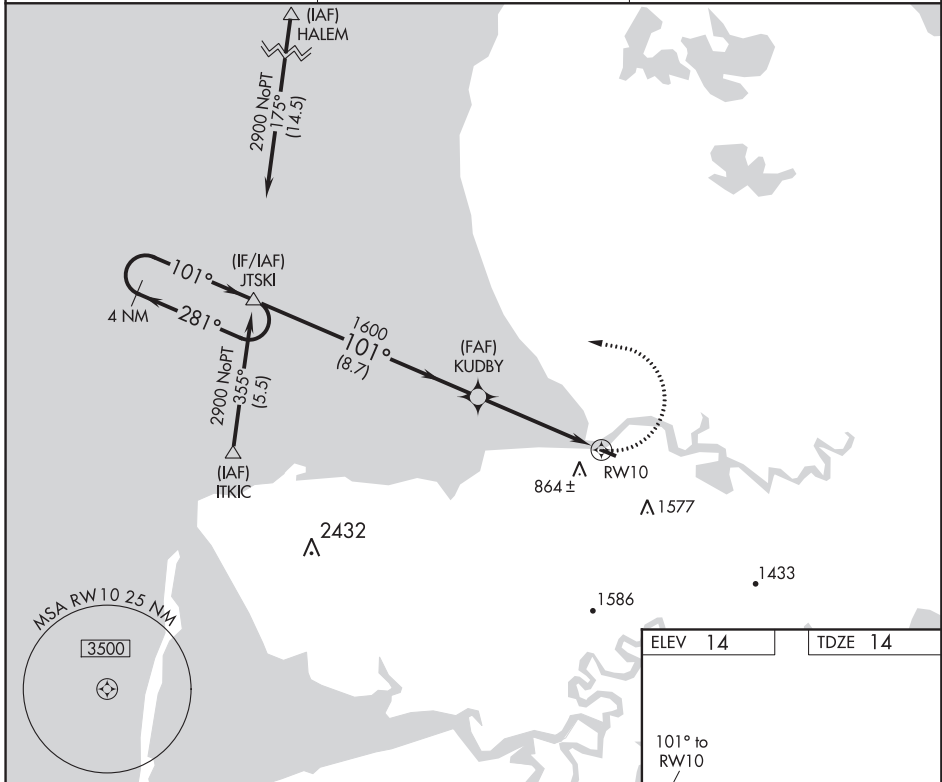 (IAF)
HALEM
2900 NoPT
175°
(14.5)
(IF/IAF)
JTSKI
101°
4 NM
281°
1600
101°
(8.7)
(FAF)
KUDBY
2900 NoPT
355°
(5.5)
(IAF)
ITKIC
RW10
864 ±
1577
2432
1433
1586
MSA RW10 25 NM
3500
ELEV 14
TDZE 14
101° to
RW10